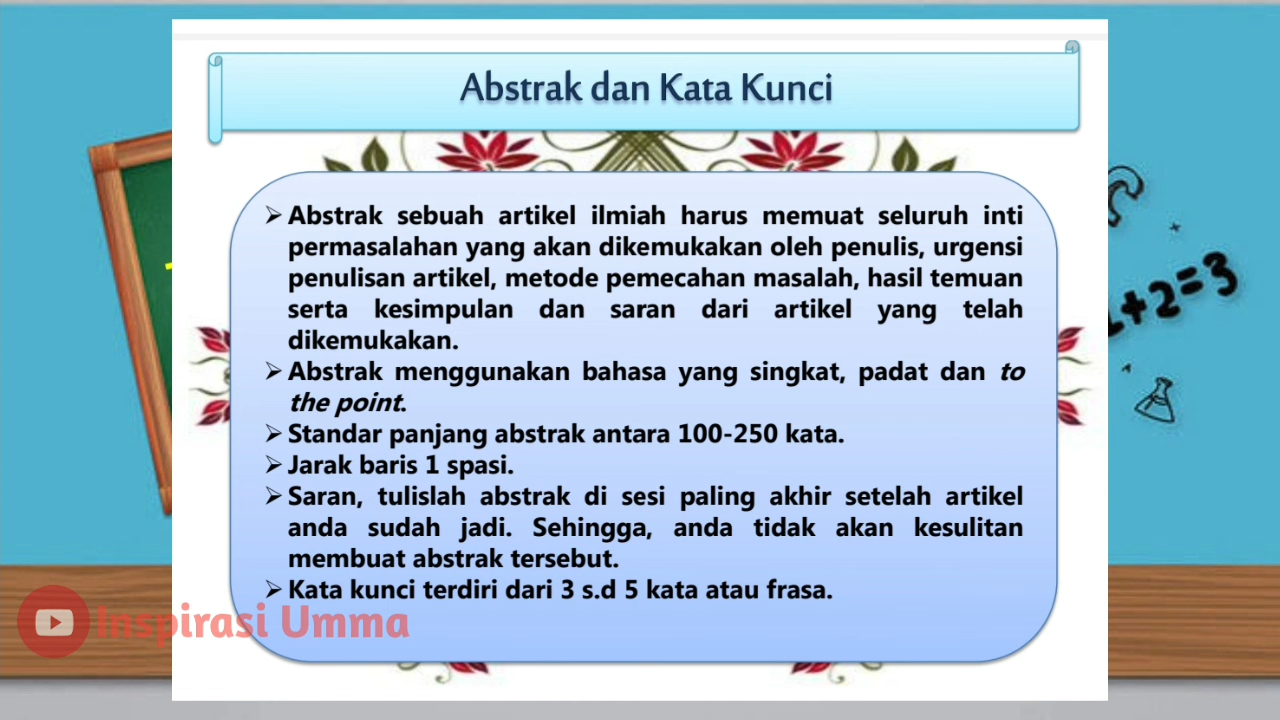 Abstrak dan Kata Kunci
➢ Abstrak sebuah artikel ilmiah harus memuat seluruh inti
permasalahan yang akan dikemukakan oleh penulis, urgensi
penulisan artikel, metode pemecahan masalah, hasil temuan
serta kesimpulan dan saran dari artikel yang telah
dikemukakan.
➢ Abstrak menggunakan bahasa yang singkat, padat dan to
the point.
➢ Standar panjang abstrak antara 100-250 kata.
➢ Jarak baris 1 spasi.
➢ Saran, tulislah abstrak di sesi paling akhir setelah artikel
anda sudah jadi. Sehingga, anda tidak akan kesulitan
membuat abstrak tersebut.
➢ Kata kunci terdiri dari 3 s.d 5 kata atau frasa.
Inspirasi Umma
+2=3